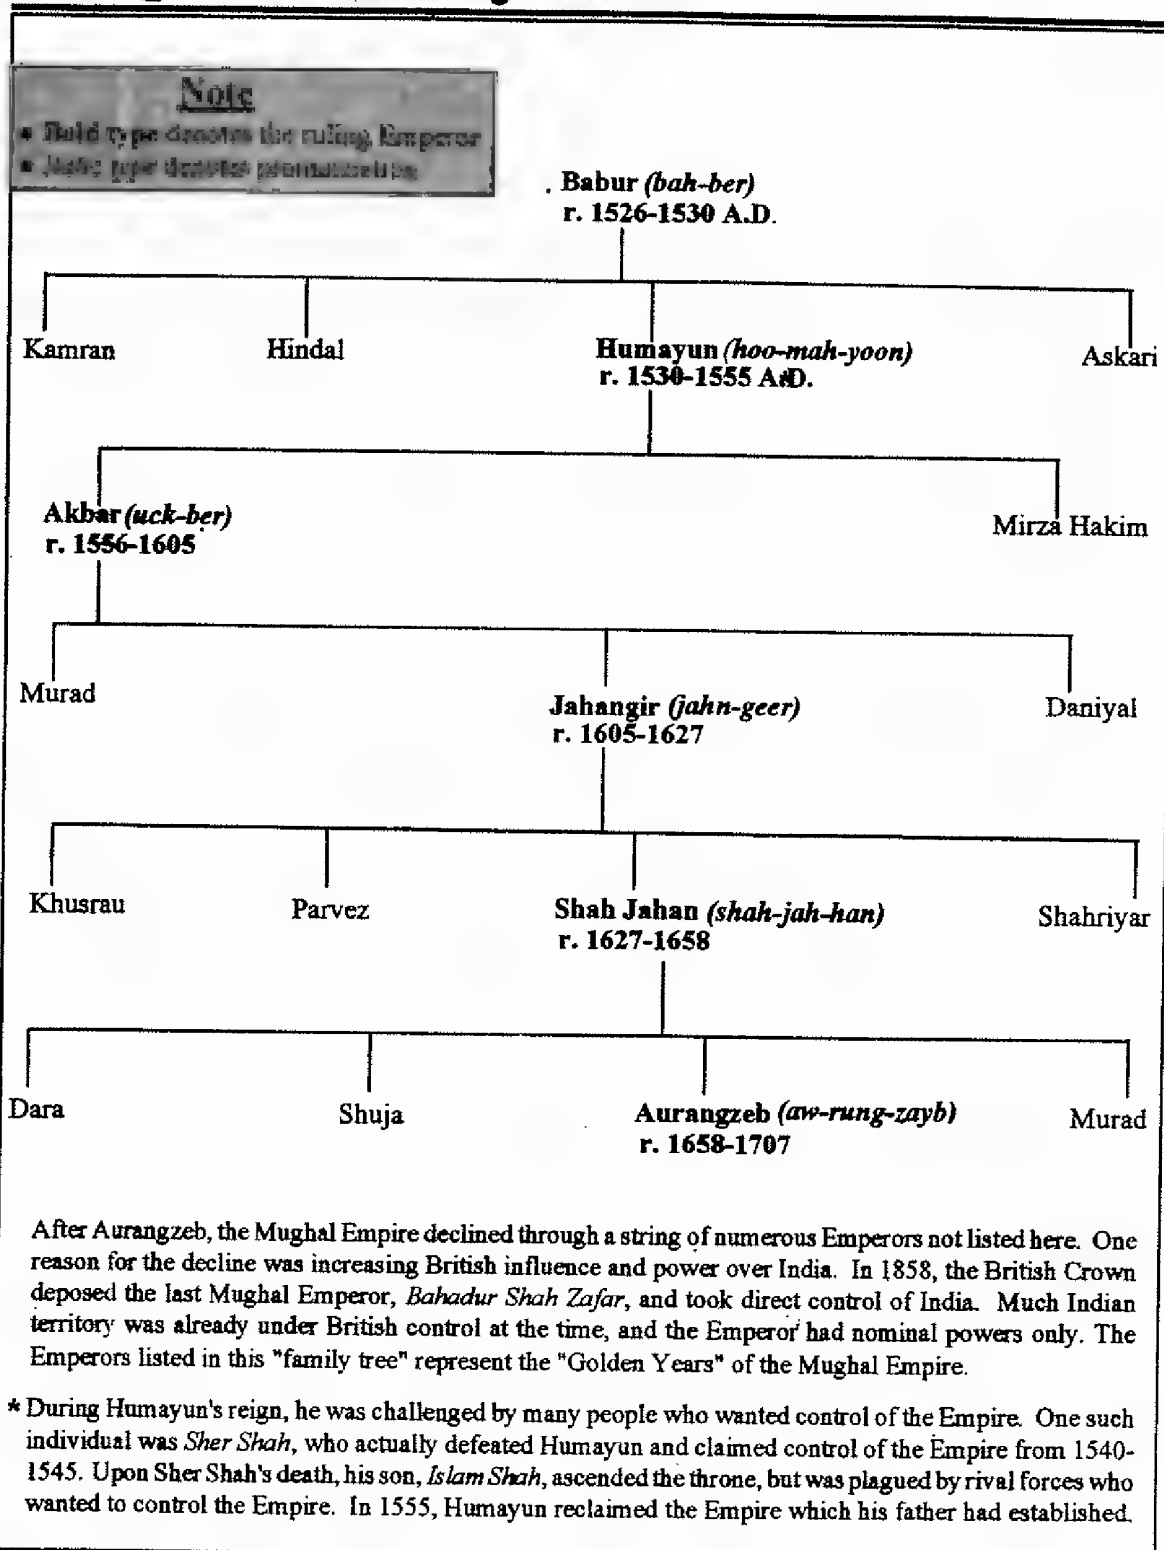 Note
• Bold type denotes the ruling Emperor
• Italic type denotes pronunciation
Babur (bah-ber)
r. 1526-1530 A.D.
Kamran
Hindal
Humayun (hoo-mah-yoon)
r. 1530-1555 A*D.
Askari
Akbar (uck-ber)
r. 1556-1605
Mirza Hakim
Murad
Jahangir (jahn-geer)
r. 1605-1627
Daniyal
Khusrau
Parvez
Shah Jahan (shah-jah-han)
r. 1627-1658
Shahriyar
Dara
Shuja
Aurangzeb (aw-rung-zayb)
r. 1658-1707
Murad
After Aurangzeb, the Mughal Empire declined through a string of numerous Emperors not listed here. One
reason for the decline was increasing British influence and power over India. In 1858, the British Crown
deposed the last Mughal Emperor, Bahadur Shah Zafar, and took direct control of India. Much Indian
territory was already under British control at the time, and the Emperor had nominal powers only. The
Emperors listed in this "family tree" represent the "Golden Years" of the Mughal Empire.
* During Humayun's reign, he was challenged by many people who wanted control of the Empire. One such
individual was Sher Shah, who actually defeated Humayun and claimed control of the Empire from 1540-
1545. Upon Sher Shah's death, his son, Islam Shah, ascended the throne, but was plagued by rival forces who
wanted to control the Empire. In 1555, Humayun reclaimed the Empire which his father had established.